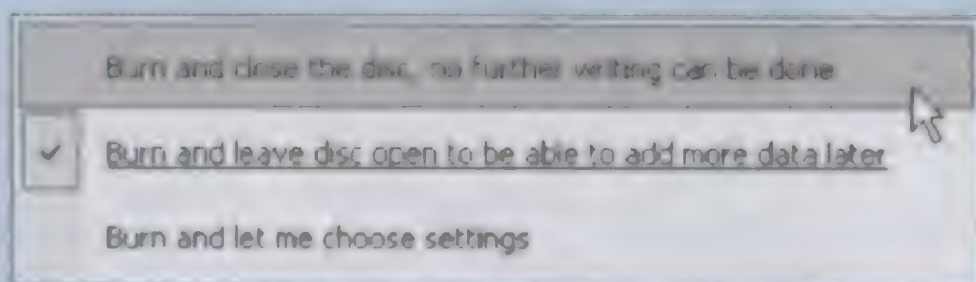 Burn and close the disc, no further writing can be done
Burn and leave disc open to be able to add more data later
Burn and let me choose settings